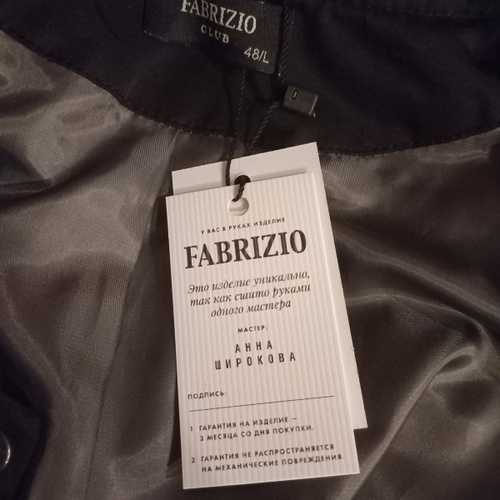 FABRIZIO
CLUB
48/L
0
У ВАС В РУКАХ ИЗДЕЛИЕ
FABRIZIO
Это изделие уникально,
так как сшито руками
одного мастера
МАСТЕР:
АННА
ШИРОКОВА
ПОДПИСЬ:
1 ГАРАНТИЯ НА ИЗДЕЛИЕ —
3 МЕСЯЦА СО ДНЯ ПОКУПКИ.
2 ГАРАНТИЯ НЕ РАСПРОСТРАНЯЕТСЯ
НА МЕХАНИЧЕСКИЕ ПОВРЕЖДЕНИЯ.